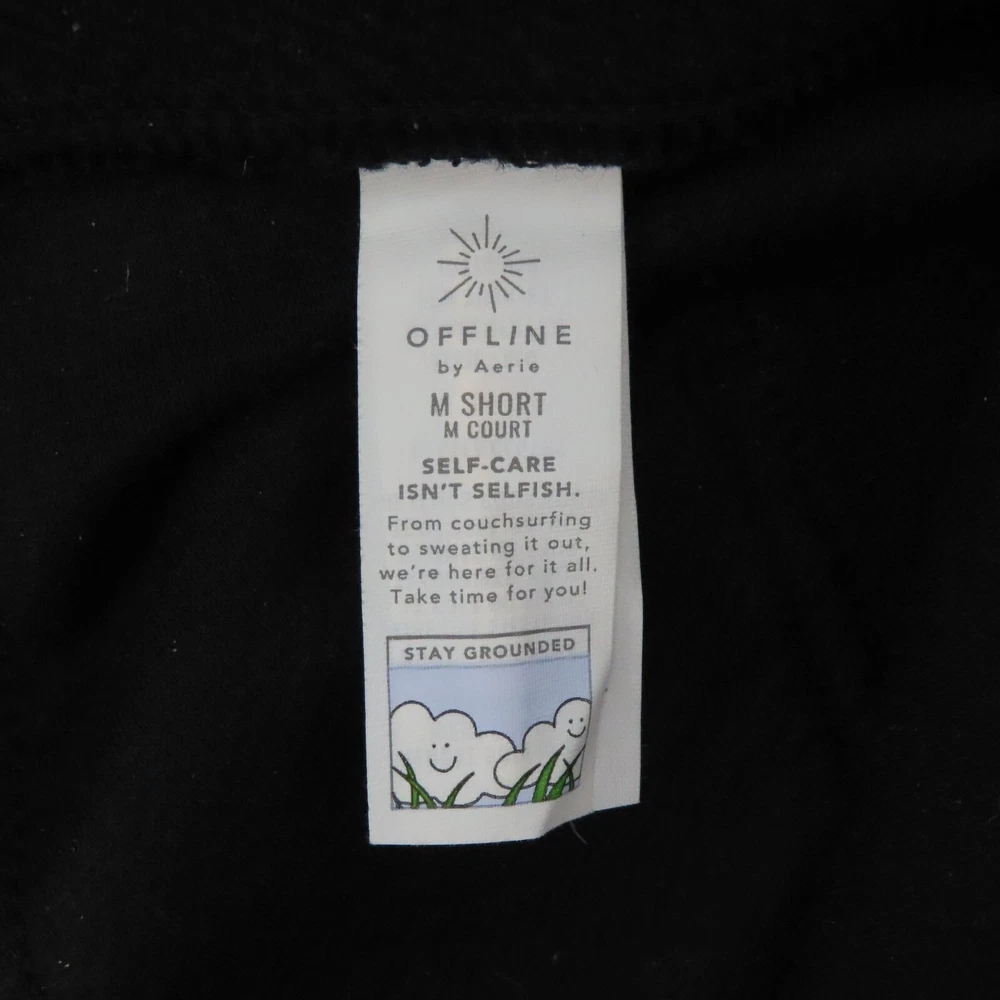 OFFLINE
by Aerie
M SHORT
M COURT
SELF-CARE
ISN'T SELFISH.
From couchsurfing
to sweating it out,
we're here for it all.
Take time for you!
STAY GROUNDED